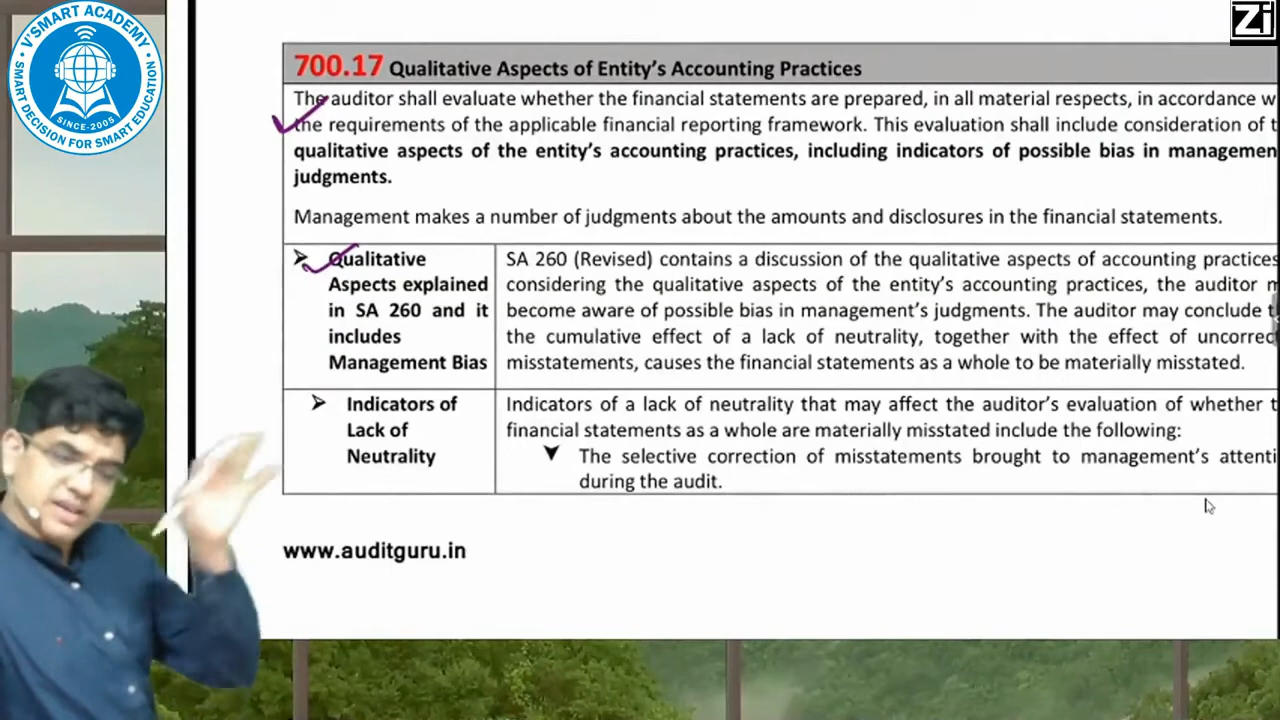 V'SMART ACADEMY
SINCE-2005
SMART DECISION FOR SMART EDUCATION
Zi
700.17 Qualitative Aspects of Entity's Accounting Practices
The auditor shall evaluate whether the financial statements are prepared, in all material respects, in accordance w
the requirements of the applicable financial reporting framework. This evaluation shall include consideration of t
qualitative aspects of the entity's accounting practices, including indicators of possible bias in managemen
judgments.
Management makes a number of judgments about the amounts and disclosures in the financial statements.
➢ Qualitative
Aspects explained
in SA 260 and it
includes
Management Bias
SA 260 (Revised) contains a discussion of the qualitative aspects of accounting practices
considering the qualitative aspects of the entity's accounting practices, the auditor m
become aware of possible bias in management's judgments. The auditor may conclude t
the cumulative effect of a lack of neutrality, together with the effect of uncorrec
misstatements, causes the financial statements as a whole to be materially misstated.
➢ Indicators of
Lack of
Neutrality
Indicators of a lack of neutrality that may affect the auditor's evaluation of whether t
financial statements as a whole are materially misstated include the following:
The selective correction of misstatements brought to management's attenti
during the audit.
www.auditguru.in